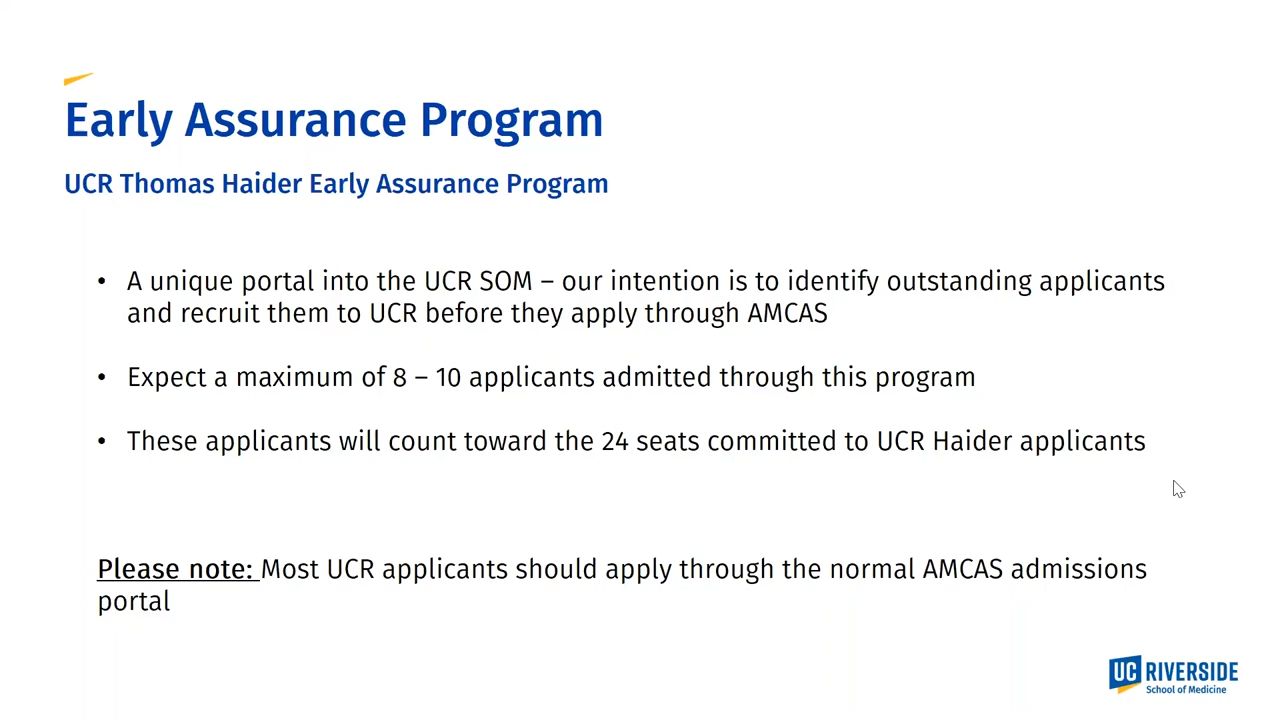 Early Assurance Program
UCR Thomas Haider Early Assurance Program
• A unique portal into the UCR SOM – our intention is to identify outstanding applicants
and recruit them to UCR before they apply through AMCAS
• Expect a maximum of 8 – 10 applicants admitted through this program
• These applicants will count toward the 24 seats committed to UCR Haider applicants
Please note: Most UCR applicants should apply through the normal AMCAS admissions
portal
UC RIVERSIDE
School of Medicine